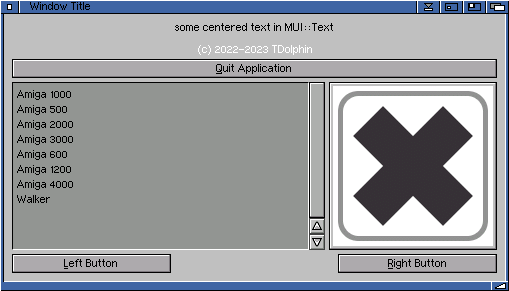 Window Title
some centered text in MUI::Text
(c) 2022-2023 TDolphin
Quit Application
Amiga 1000
Amiga 500
Amiga 2000
Amiga 3000
Amiga 600
Amiga 1200
Amiga 4000
Walker
Left Button
Right Button